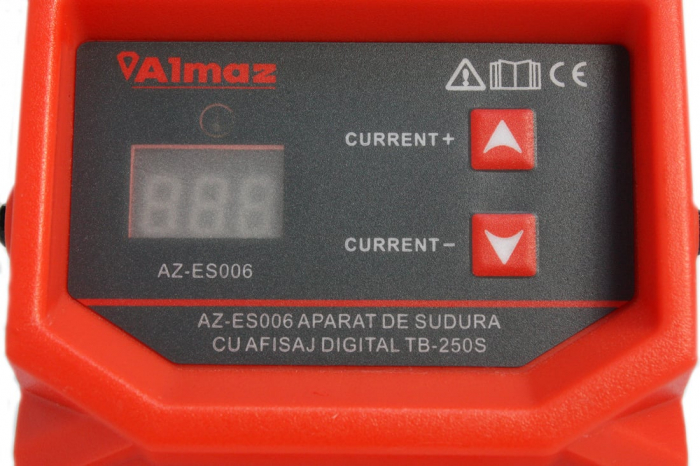 Almaz
CE
CURRENT +
888
CURRENT -
AZ-ES006
AZ-ES006 APARAT DE SUDURA
CU AFISAJ DIGITAL TB-250S